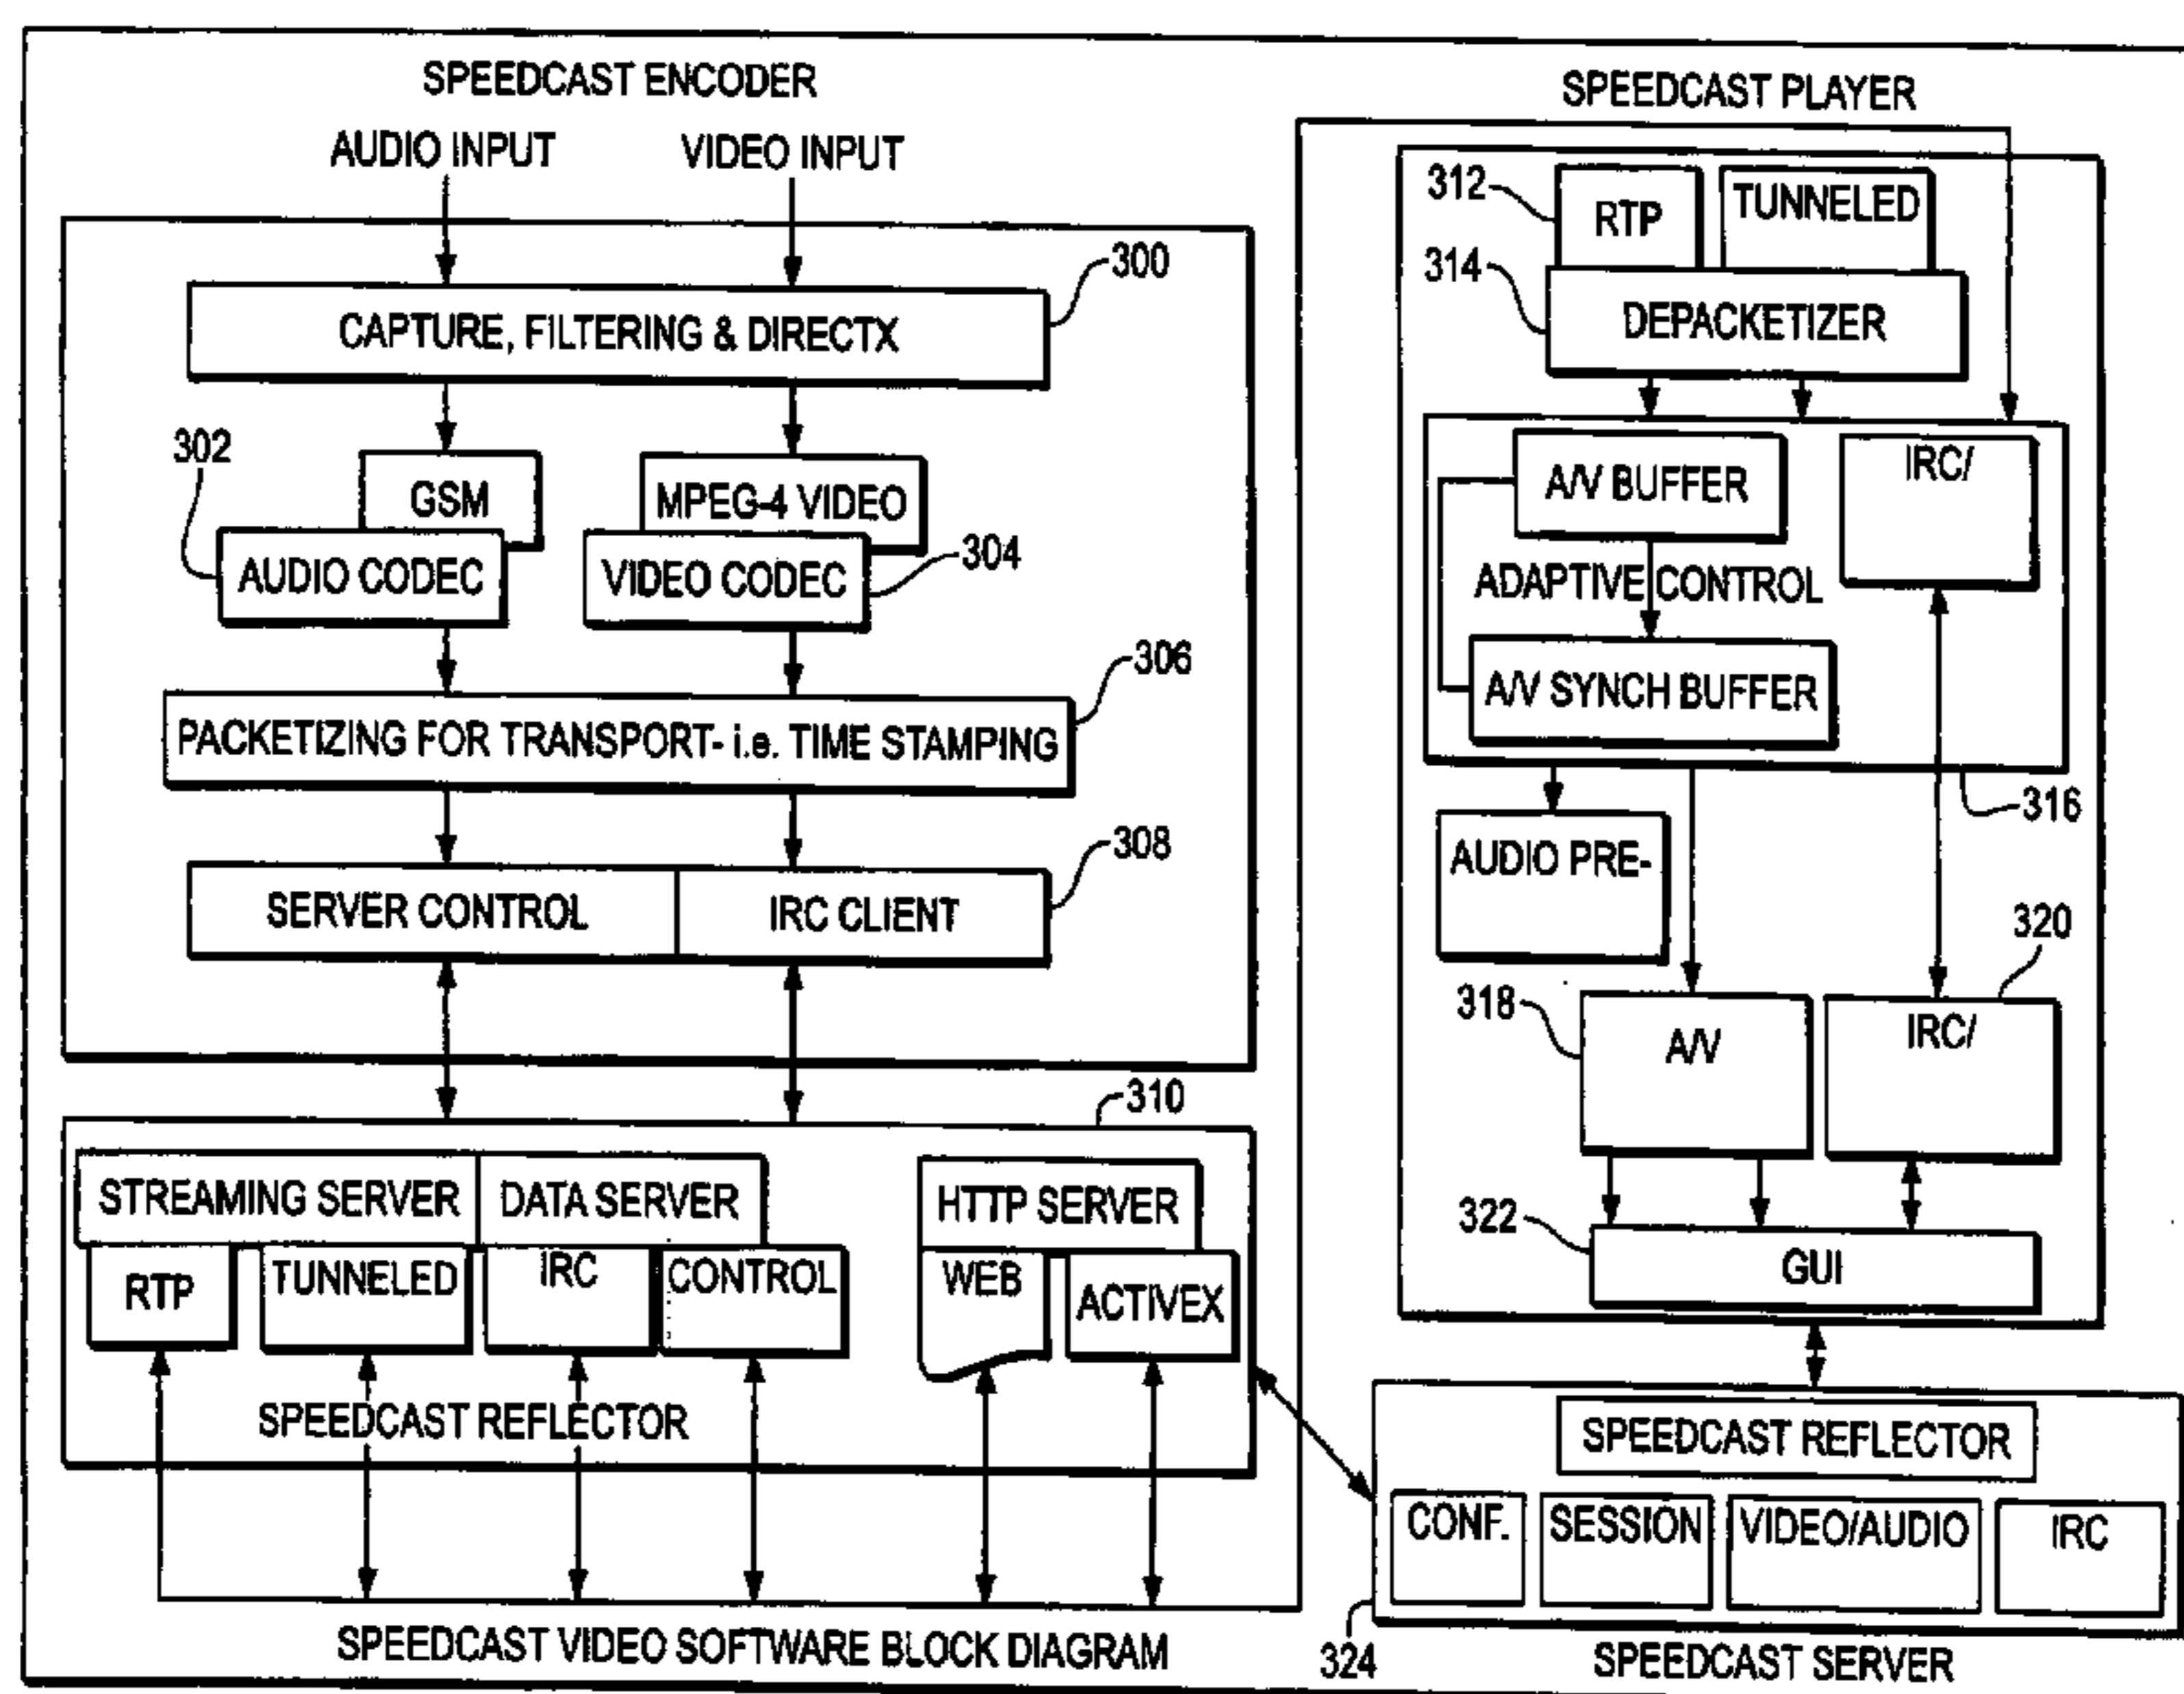 SPEEDCAST ENCODER
AUDIO INPUT
VIDEO INPUT
300
CAPTURE, FILTERING & DIRECTX
302
GSM
AUDIO CODEC
MPEG-4 VIDEO
VIDEO CODEC
304
306
PACKETIZING FOR TRANSPORT- i.e. TIME STAMPING
308
SERVER CONTROL
IRC CLIENT
310
STREAMING SERVER
DATA SERVER
HTTP SERVER
RTP
TUNNELED
IRC
CONTROL
WEB
ACTIVEX
SPEEDCAST REFLECTOR
SPEEDCAST VIDEO SOFTWARE BLOCK DIAGRAM
SPEEDCAST PLAYER
312
RTP
TUNNELED
314
DEPACKETIZER
A/V BUFFER
IRC/
ADAPTIVE CONTROL
A/V SYNCH BUFFER
316
AUDIO PRE-
318
A/V
320
IRC/
322
GUI
SPEEDCAST REFLECTOR
CONF.
SESSION
VIDEO/AUDIO
IRC
324
SPEEDCAST SERVER